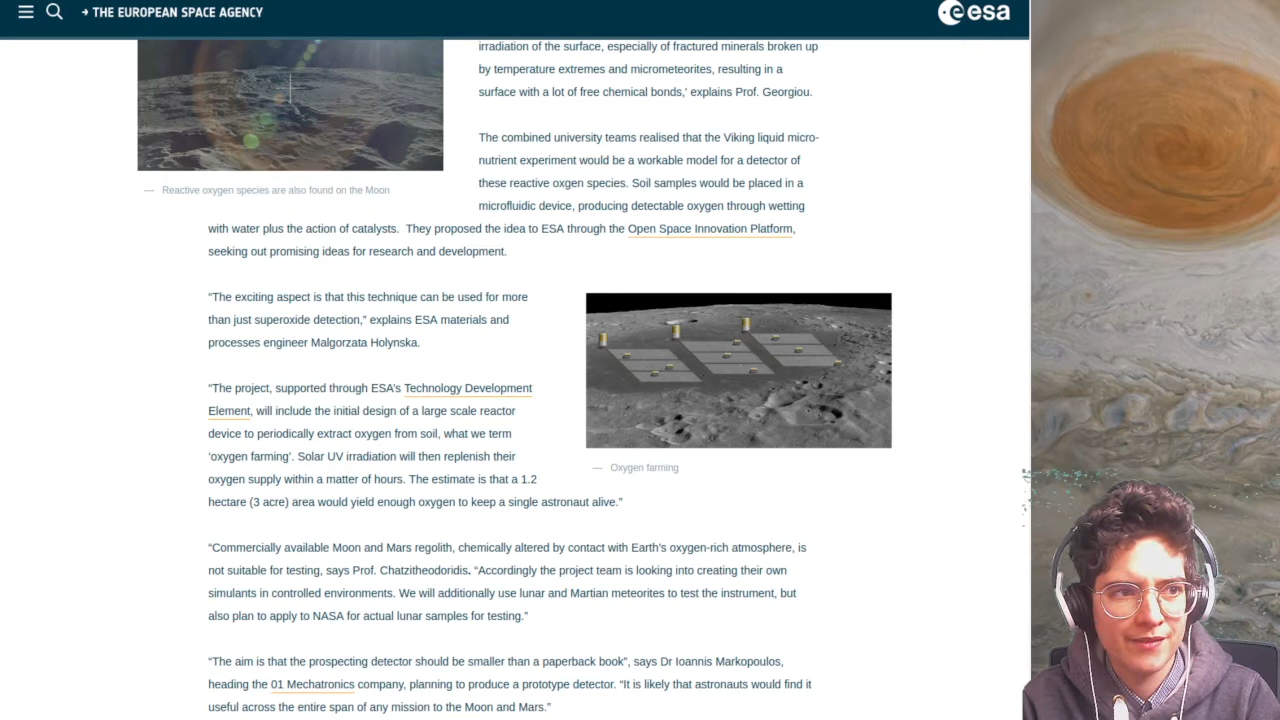 → THE EUROPEAN SPACE AGENCY
esa
irradiation of the surface, especially of fractured minerals broken up
by temperature extremes and micrometeorites, resulting in a
surface with a lot of free chemical bonds,’ explains Prof. Georgiou.
The combined university teams realised that the Viking liquid micro-
nutrient experiment would be a workable model for a detector of
these reactive oxgen species. Soil samples would be placed in a
microfluidic device, producing detectable oxygen through wetting
with water plus the action of catalysts.  They proposed the idea to ESA through the Open Space Innovation Platform,
seeking out promising ideas for research and development.
— Reactive oxygen species are also found on the Moon
“The exciting aspect is that this technique can be used for more
than just superoxide detection,” explains ESA materials and
processes engineer Malgorzata Holynska.
“The project, supported through ESA’s Technology Development
Element, will include the initial design of a large scale reactor
device to periodically extract oxygen from soil, what we term
‘oxygen farming’. Solar UV irradiation will then replenish their
oxygen supply within a matter of hours. The estimate is that a 1.2
hectare (3 acre) area would yield enough oxygen to keep a single astronaut alive.”
— Oxygen farming
“Commercially available Moon and Mars regolith, chemically altered by contact with Earth’s oxygen-rich atmosphere, is
not suitable for testing, says Prof. Chatzitheodoridis. “Accordingly the project team is looking into creating their own
simulants in controlled environments. We will additionally use lunar and Martian meteorites to test the instrument, but
also plan to apply to NASA for actual lunar samples for testing.”
“The aim is that the prospecting detector should be smaller than a paperback book”, says Dr Ioannis Markopoulos,
heading the 01 Mechatronics company, planning to produce a prototype detector. “It is likely that astronauts would find it
useful across the entire span of any mission to the Moon and Mars.”